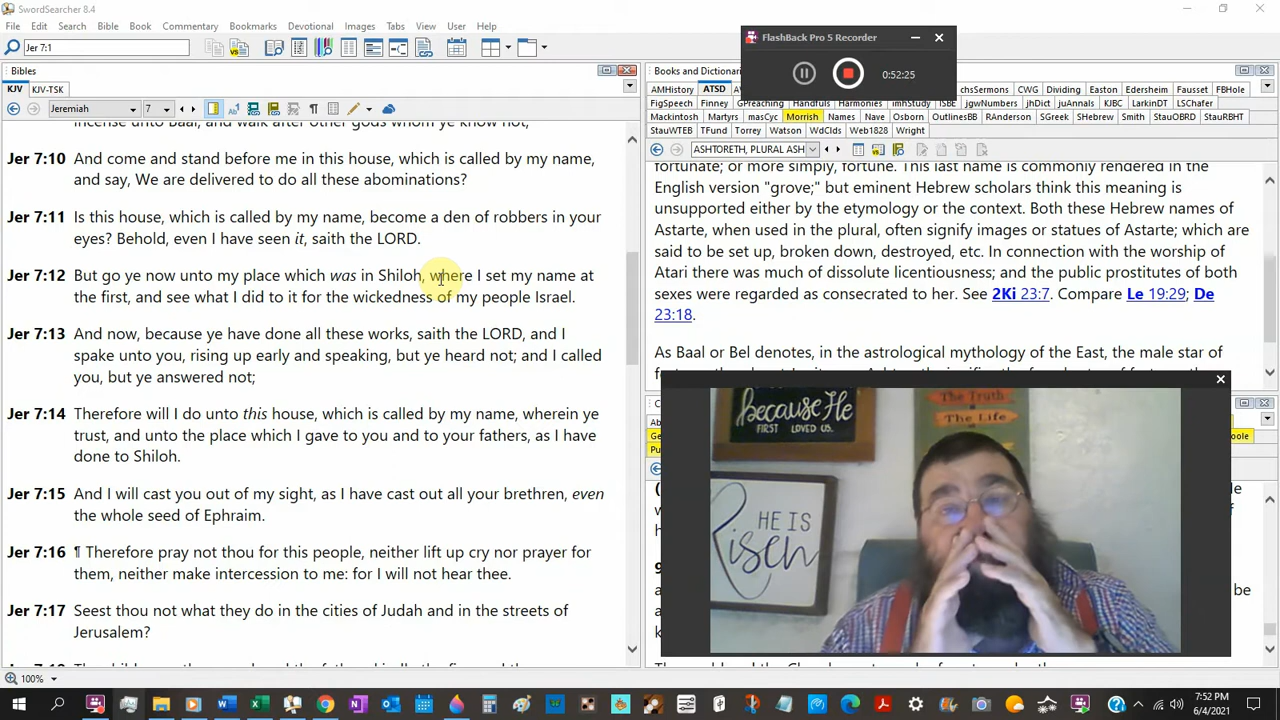 SwordSearcher 8.4
File Edit Search Bible Book Commentary Bookmarks Devotional Images Tabs View User Help
Jer 7:1
FlashBack Pro 5 Recorder
0:52:25
Bibles
KJV KJV-TSK
Jeremiah 7
incense unto Baal, and walk after other gods whom ye know not;
Jer 7:10 And come and stand before me in this house, which is called by my name,
and say, We are delivered to do all these abominations?
Jer 7:11 Is this house, which is called by my name, become a den of robbers in your
eyes? Behold, even I have seen it, saith the LORD.
Jer 7:12 But go ye now unto my place which was in Shiloh, where I set my name at
the first, and see what I did to it for the wickedness of my people Israel.
Jer 7:13 And now, because ye have done all these works, saith the LORD, and I
spake unto you, rising up early and speaking, but ye heard not; and I called
you, but ye answered not;
Jer 7:14 Therefore will I do unto this house, which is called by my name, wherein ye
trust, and unto the place which I gave to you and to your fathers, as I have
done to Shiloh.
Jer 7:15 And I will cast you out of my sight, as I have cast out all your brethren, even
the whole seed of Ephraim.
Jer 7:16 ¶ Therefore pray not thou for this people, neither lift up cry nor prayer for
them, neither make intercession to me: for I will not hear thee.
Jer 7:17 Seest thou not what they do in the cities of Judah and in the streets of
Jerusalem?
100%
Books and Dictionar
AMHistory ATSD chsSermons CWG Dividing Easton Edersheim Fausset FBHole
FigSpeech Finney GPreaching Handfuls Harmonies imhStudy ISBE jgwNumbers jhDict juAnnals KJBC LarkinDT LSChafer
Mackintosh Martyrs masCyc Morrish Naves Nave Osborn OutlinesBB RAnderson SGreek SHebrew Smith StauOBRD StauRBHT
StauWTEB TFund Torrey Watson WdClds Web1828 Wright
ASHTORETH, PLURAL ASH
fortunate; or more simply, fortune. This last name is commonly rendered in the
English version "grove;" but eminent Hebrew scholars think this meaning is
unsupported either by the etymology or the context. Both these Hebrew names of
Astarte, when used in the plural, often signify images or statues of Astarte; which are
said to be set up, broken down, destroyed, etc. In connection with the worship of
Atari there was much of dissolute licentiousness; and the public prostitutes of both
sexes were regarded as consecrated to her. See 2Ki 23:7. Compare Le 19:29; De
23:18.
As Baal or Bel denotes, in the astrological mythology of the East, the male star of
because He
FIRST LOVED US.
The Truth
The Life
HE IS
Risen
7:52 PM
6/4/2021